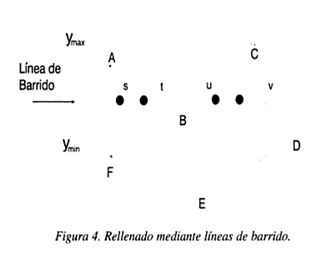 Ymax
A
C
Línea de
Barrido
s t u v
B
Ymin
D
F
E
Figura 4. Rellenado mediante líneas de barrido.